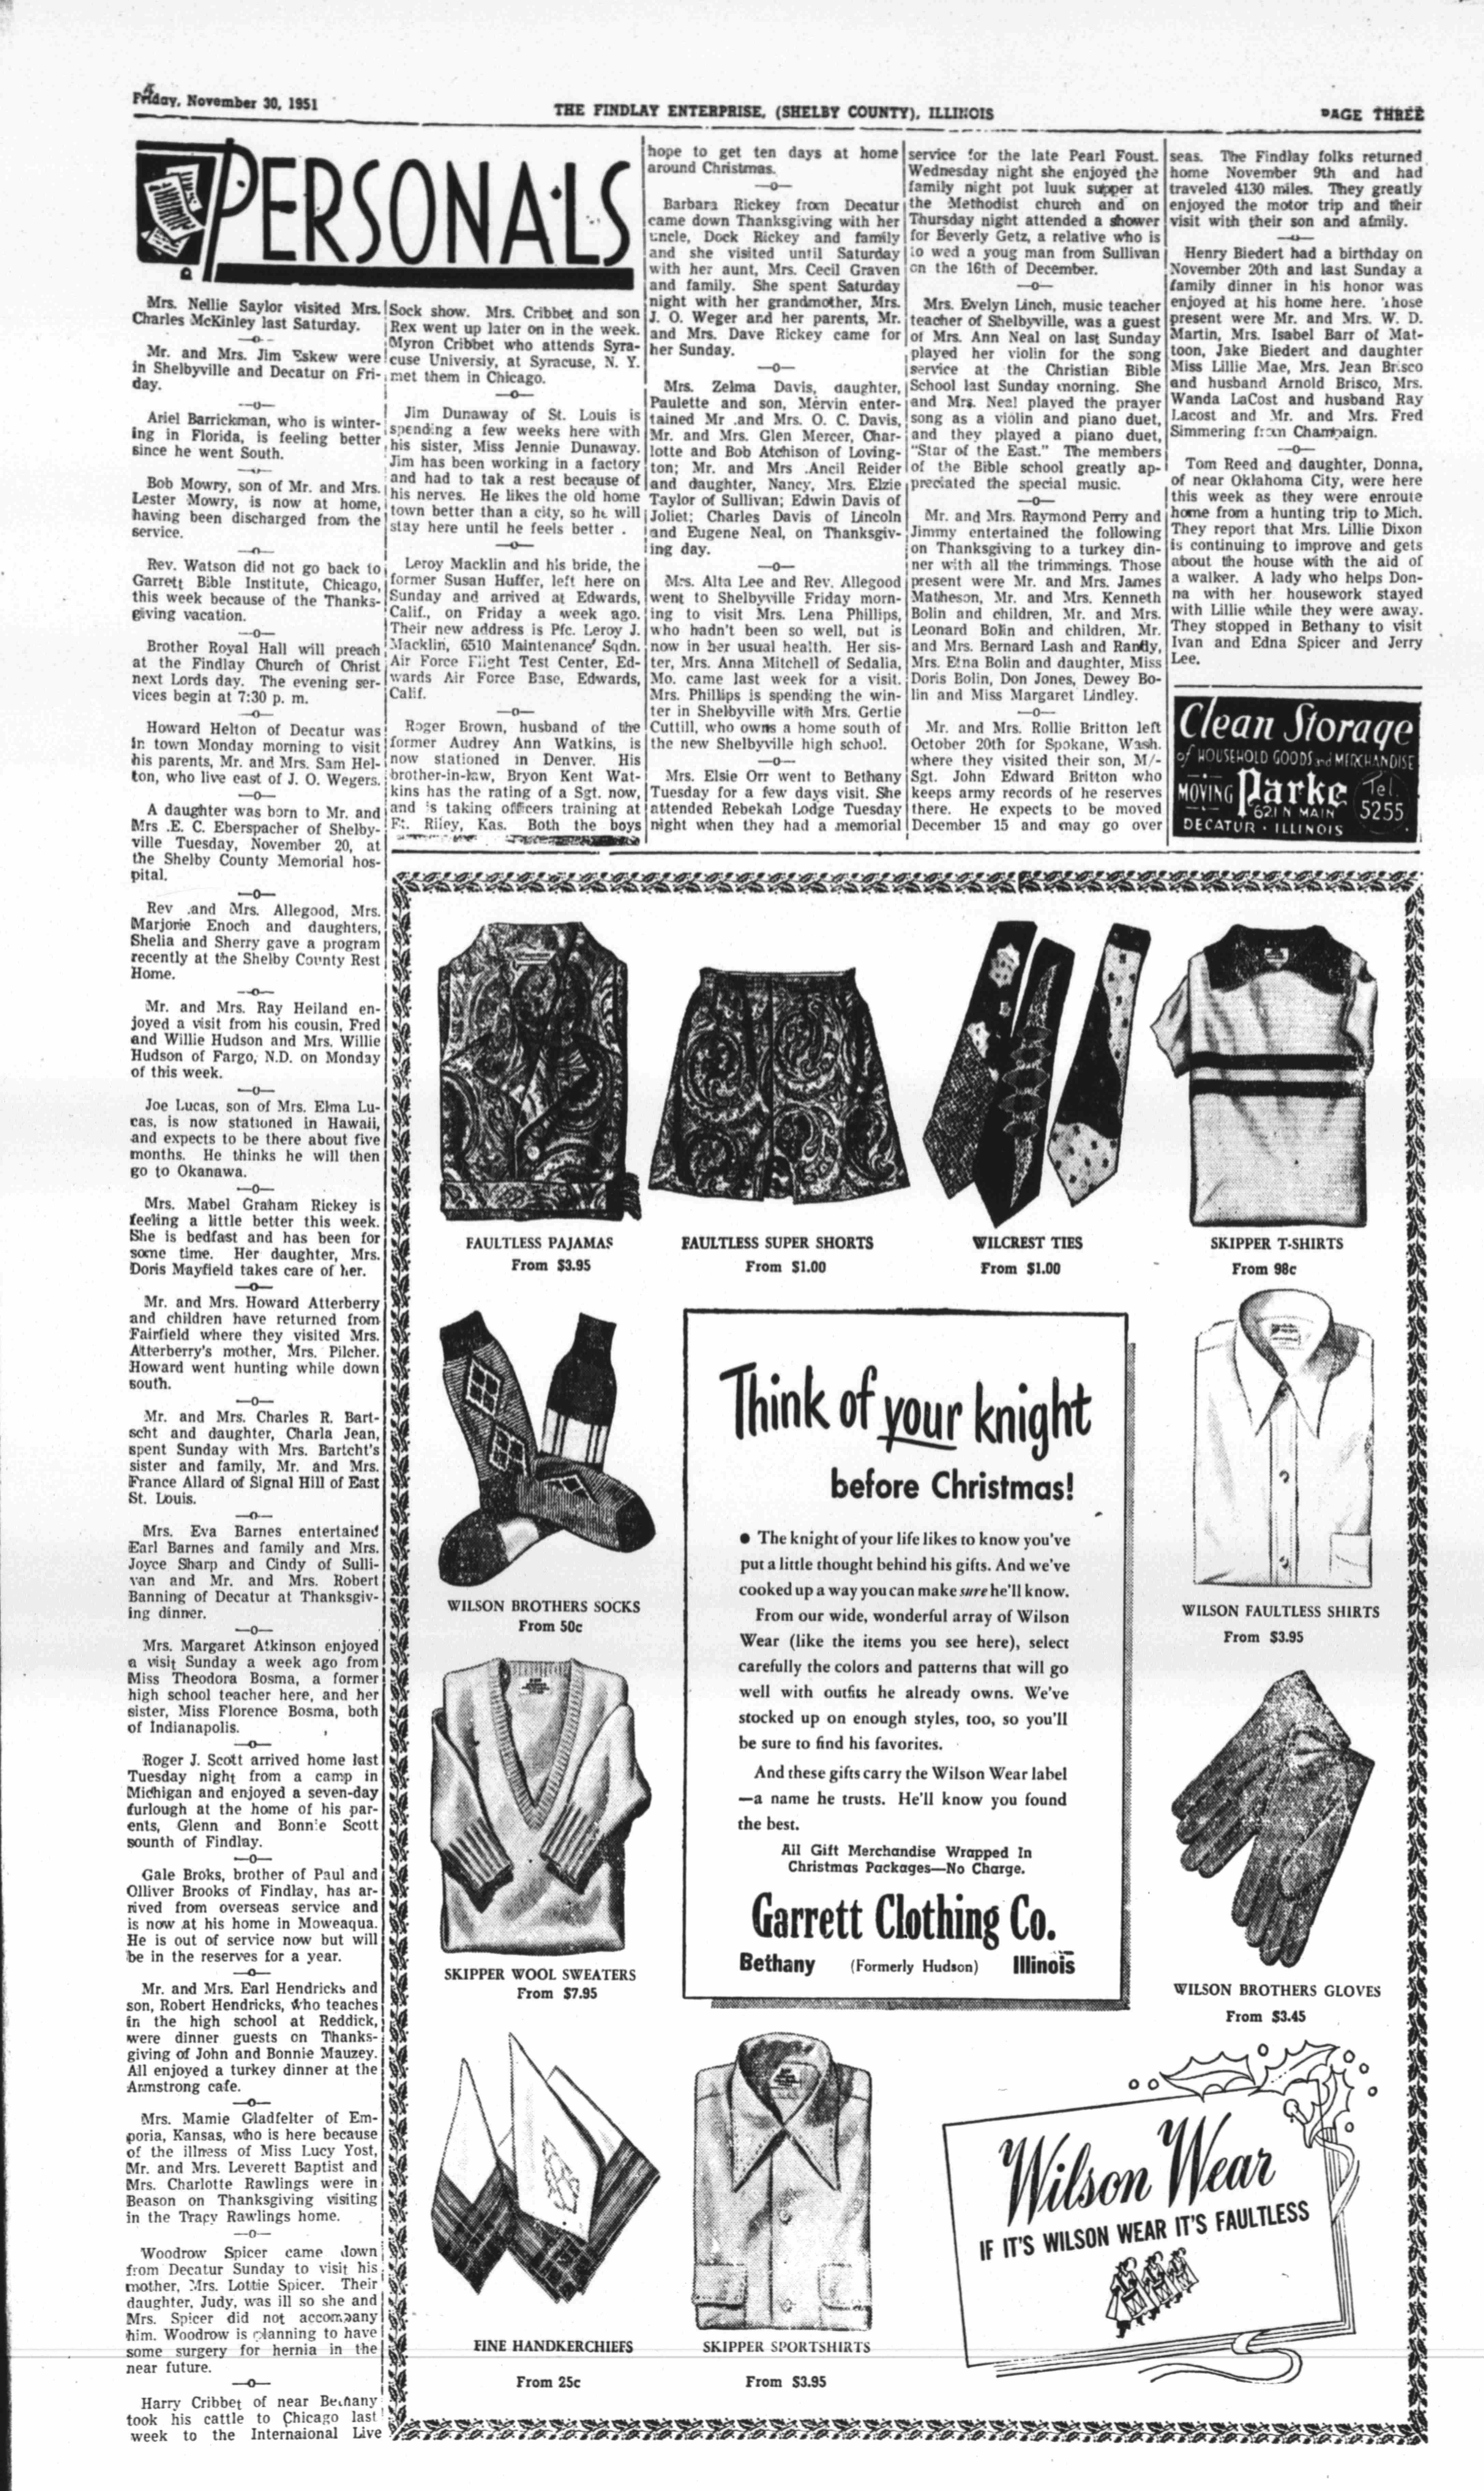 Friday, November 30, 1951
THE FINDLAY ENTERPRISE, (SHELBY COUNTY), ILLINOIS
PAGE THREE
PERSONALS
Mrs. Nellie Saylor visited Mrs.
Charles McKinley last Saturday.
—o—
Mr. and Mrs. Jim Eskew were
in Shelbyville and Decatur on Fri-
day.
—o—
Ariel Barrickman, who is winter-
ing in Florida, is feeling better
since he went South.
—o—
Bob Mowry, son of Mr. and Mrs.
Lester Mowry, is now at home,
having been discharged from the
service.
—o—
Rev. Watson did not go back to
Garrett Bible Institute, Chicago,
this week because of the Thanks-
giving vacation.
—o—
Brother Royal Hall will preach
at the Findlay Church of Christ
next Lords day. The evening ser-
vices begin at 7:30 p. m.
—o—
Howard Helton of Decatur was
in town Monday morning to visit
his parents, Mr. and Mrs. Sam Hel-
ton, who live east of J. O. Wegers.
—o—
A daughter was born to Mr. and
Mrs .E. C. Eberspacher of Shelby-
ville Tuesday, November 20, at
the Shelby County Memorial hos-
pital.
—o—
Rev .and Mrs. Allegood, Mrs.
Marjorie Enoch and daughters,
Shelia and Sherry gave a program
recently at the Shelby County Rest
Home.
—o—
Mr. and Mrs. Ray Heiland en-
joyed a visit from his cousin, Fred
and Willie Hudson and Mrs. Willie
Hudson of Fargo, N.D. on Monday
of this week.
—o—
Joe Lucas, son of Mrs. Elma Lu-
cas, is now stationed in Hawaii,
and expects to be there about five
months. He thinks he will then
go to Okanawa.
—o—
Mrs. Mabel Graham Rickey is
feeling a little better this week.
She is bedfast and has been for
some time. Her daughter, Mrs.
Doris Mayfield takes care of her.
—o—
Mr. and Mrs. Howard Atterberry
and children have returned from
Fairfield where they visited Mrs.
Atterberry's mother, Mrs. Pilcher.
Howard went hunting while down
south.
—o—
Mr. and Mrs. Charles R. Bart-
scht and daughter, Charla Jean,
spent Sunday with Mrs. Bartcht's
sister and family, Mr. and Mrs.
France Allard of Signal Hill of East
St. Louis.
—o—
Mrs. Eva Barnes entertained
Earl Barnes and family and Mrs.
Joyce Sharp and Cindy of Sulli-
van and Mr. and Mrs. Robert
Banning of Decatur at Thanksgiv-
ing dinner.
—o—
Mrs. Margaret Atkinson enjoyed
a visit Sunday a week ago from
Miss Theodora Bosma, a former
high school teacher here, and her
sister, Miss Florence Bosma, both
of Indianapolis.
—o—
Roger J. Scott arrived home last
Tuesday night from a camp in
Michigan and enjoyed a seven-day
furlough at the home of his par-
ents, Glenn and Bonnie Scott
sounth of Findlay.
—o—
Gale Broks, brother of Paul and
Olliver Brooks of Findlay, has ar-
rived from overseas service and
is now at his home in Moweaqua.
He is out of service now but will
be in the reserves for a year.
—o—
Mr. and Mrs. Earl Hendricks and
son, Robert Hendricks, who teaches
in the high school at Reddick,
were dinner guests on Thanks-
giving of John and Bonnie Mauzey.
All enjoyed a turkey dinner at the
Armstrong cafe.
—o—
Mrs. Mamie Gladfelter of Em-
poria, Kansas, who is here because
of the illness of Miss Lucy Yost,
Mr. and Mrs. Leverett Baptist and
Mrs. Charlotte Rawlings were in
Beason on Thanksgiving visiting
in the Tracy Rawlings home.
—o—
Woodrow Spicer came down
from Decatur Sunday to visit his
mother, Mrs. Lottie Spicer. Their
daughter, Judy, was ill so she and
Mrs. Spicer did not accompany
him. Woodrow is planning to have
some surgery for hernia in the
near future.
—o—
Harry Cribbet of near Bethany
took his cattle to Chicago last
week to the Internaional Live
Sock show. Mrs. Cribbet and son
Rex went up later on in the week.
Myron Cribbet who attends Syra-
cuse Universiy, at Syracuse, N. Y.
met them in Chicago.
—o—
Jim Dunaway of St. Louis is
spending a few weeks here with
his sister, Miss Jennie Dunaway.
Jim has been working in a factory
and had to tak a rest because of
his nerves. He likes the old home
town better than a city, so he will
stay here until he feels better .
—o—
Leroy Macklin and his bride, the
former Susan Huffer, left here on
Sunday and arrived at Edwards,
Calif., on Friday a week ago.
Their new address is Pfc. Leroy J.
Macklin, 6510 Maintenance Sqdn.
Air Force Flight Test Center, Ed-
wards Air Force Base, Edwards,
Calif.
—o—
Roger Brown, husband of the
former Audrey Ann Watkins, is
now stationed in Denver. His
brother-in-law, Bryon Kent Wat-
kins has the rating of a Sgt. now,
and is taking officers training at
Ft. Riley, Kas. Both the boys
hope to get ten days at home
around Christmas.
—o—
Barbara Rickey from Decatur
came down Thanksgiving with her
uncle, Dock Rickey and family
and she visited until Saturday
with her aunt, Mrs. Cecil Graven
and family. She spent Saturday
night with her grandmother, Mrs.
J. O. Weger and her parents, Mr.
and Mrs. Dave Rickey came for
her Sunday.
—o—
Mrs. Zelma Davis, daughter,
Paulette and son, Mervin enter-
tained Mr .and Mrs. O. C. Davis,
Mr. and Mrs. Glen Mercer, Char-
lotte and Bob Atchison of Loving-
ton; Mr. and Mrs .Ancil Reider
and daughter, Nancy, Mrs. Elzie
Taylor of Sullivan; Edwin Davis of
Joliet; Charles Davis of Lincoln
and Eugene Neal, on Thanksgiv-
ing day.
—o—
Mrs. Alta Lee and Rev. Allegood
went to Shelbyville Friday morn-
ing to visit Mrs. Lena Phillips,
who hadn't been so well, but is
now in her usual health. Her sis-
ter, Mrs. Anna Mitchell of Sedalia,
Mo. came last week for a visit.
Mrs. Phillips is spending the win-
ter in Shelbyville with Mrs. Gertie
Cuttill, who owns a home south of
the new Shelbyville high school.
—o—
Mrs. Elsie Orr went to Bethany
Tuesday for a few days visit. She
attended Rebekah Lodge Tuesday
night when they had a memorial
service for the late Pearl Foust.
Wednesday night she enjoyed the
family night pot luuk supper at
the Methodist church and on
Thursday night attended a shower
for Beverly Getz, a relative who is
to wed a youg man from Sullivan
on the 16th of December.
—o—
Mrs. Evelyn Linch, music teacher
teacher of Shelbyville, was a guest
of Mrs. Ann Neal on last Sunday
played her violin for the song
service at the Christian Bible
School last Sunday morning. She
and Mrs. Neal played the prayer
song as a violin and piano duet,
and they played a piano duet,
"Star of the East." The members
of the Bible school greatly ap-
preciated the special music.
—o—
Mr. and Mrs. Raymond Perry and
Jimmy entertained the following
on Thanksgiving to a turkey din-
ner with all the trimmings. Those
present were Mr. and Mrs. James
Matheson, Mr. and Mrs. Kenneth
Bolin and children, Mr. and Mrs.
Leonard Bolin and children, Mr.
and Mrs. Bernard Lash and Randy,
Mrs. Etna Bolin and daughter, Miss
Doris Bolin, Don Jones, Dewey Bo-
lin and Miss Margaret Lindley.
—o—
Mr. and Mrs. Rollie Britton left
October 20th for Spokane, Wash.
where they visited their son, M/-
Sgt. John Edward Britton who
keeps army records of he reserves
there. He expects to be moved
December 15 and may go over
seas. The Findlay folks returned
home November 9th and had
traveled 4130 miles. They greatly
enjoyed the motor trip and their
visit with their son and afmily.
—o—
Henry Biedert had a birthday on
November 20th and last Sunday a
family dinner in his honor was
enjoyed at his home here. Those
present were Mr. and Mrs. W. D.
Martin, Mrs. Isabel Barr of Mat-
toon, Jake Biedert and daughter
Miss Lillie Mae, Mrs. Jean Brisco
and husband Arnold Brisco, Mrs.
Wanda LaCost and husband Ray
Lacost and Mr. and Mrs. Fred
Simmering from Champaign.
—o—
Tom Reed and daughter, Donna,
of near Oklahoma City, were here
this week as they were enroute
home from a hunting trip to Mich.
They report that Mrs. Lillie Dixon
is continuing to improve and gets
about the house with the aid of
a walker. A lady who helps Don-
na with her housework stayed
with Lillie while they were away.
They stopped in Bethany to visit
Ivan and Edna Spicer and Jerry
Lee.
Clean Storage
of HOUSEHOLD GOODS and MERCHANDISE
MOVING Parke Tel.
621 N MAIN 5255
DECATUR · ILLINOIS
FAULTLESS PAJAMAS
From $3.95
FAULTLESS SUPER SHORTS
From $1.00
WILCREST TIES
From $1.00
SKIPPER T-SHIRTS
From 98c
WILSON BROTHERS SOCKS
From 50c
Think of your knight
before Christmas!
• The knight of your life likes to know you've
put a little thought behind his gifts. And we've
cooked up a way you can make sure he'll know.
From our wide, wonderful array of Wilson
Wear (like the items you see here), select
carefully the colors and patterns that will go
well with outfits he already owns. We've
stocked up on enough styles, too, so you'll
be sure to find his favorites.
And these gifts carry the Wilson Wear label
—a name he trusts. He'll know you found
the best.
All Gift Merchandise Wrapped In
Christmas Packages—No Charge.
Garrett Clothing Co.
Bethany (Formerly Hudson) Illinois
WILSON FAULTLESS SHIRTS
From $3.95
SKIPPER WOOL SWEATERS
From $7.95
WILSON BROTHERS GLOVES
From $3.45
FINE HANDKERCHIEFS
From 25c
SKIPPER SPORTSHIRTS
From $3.95
Wilson Wear
IF IT'S WILSON WEAR IT'S FAULTLESS